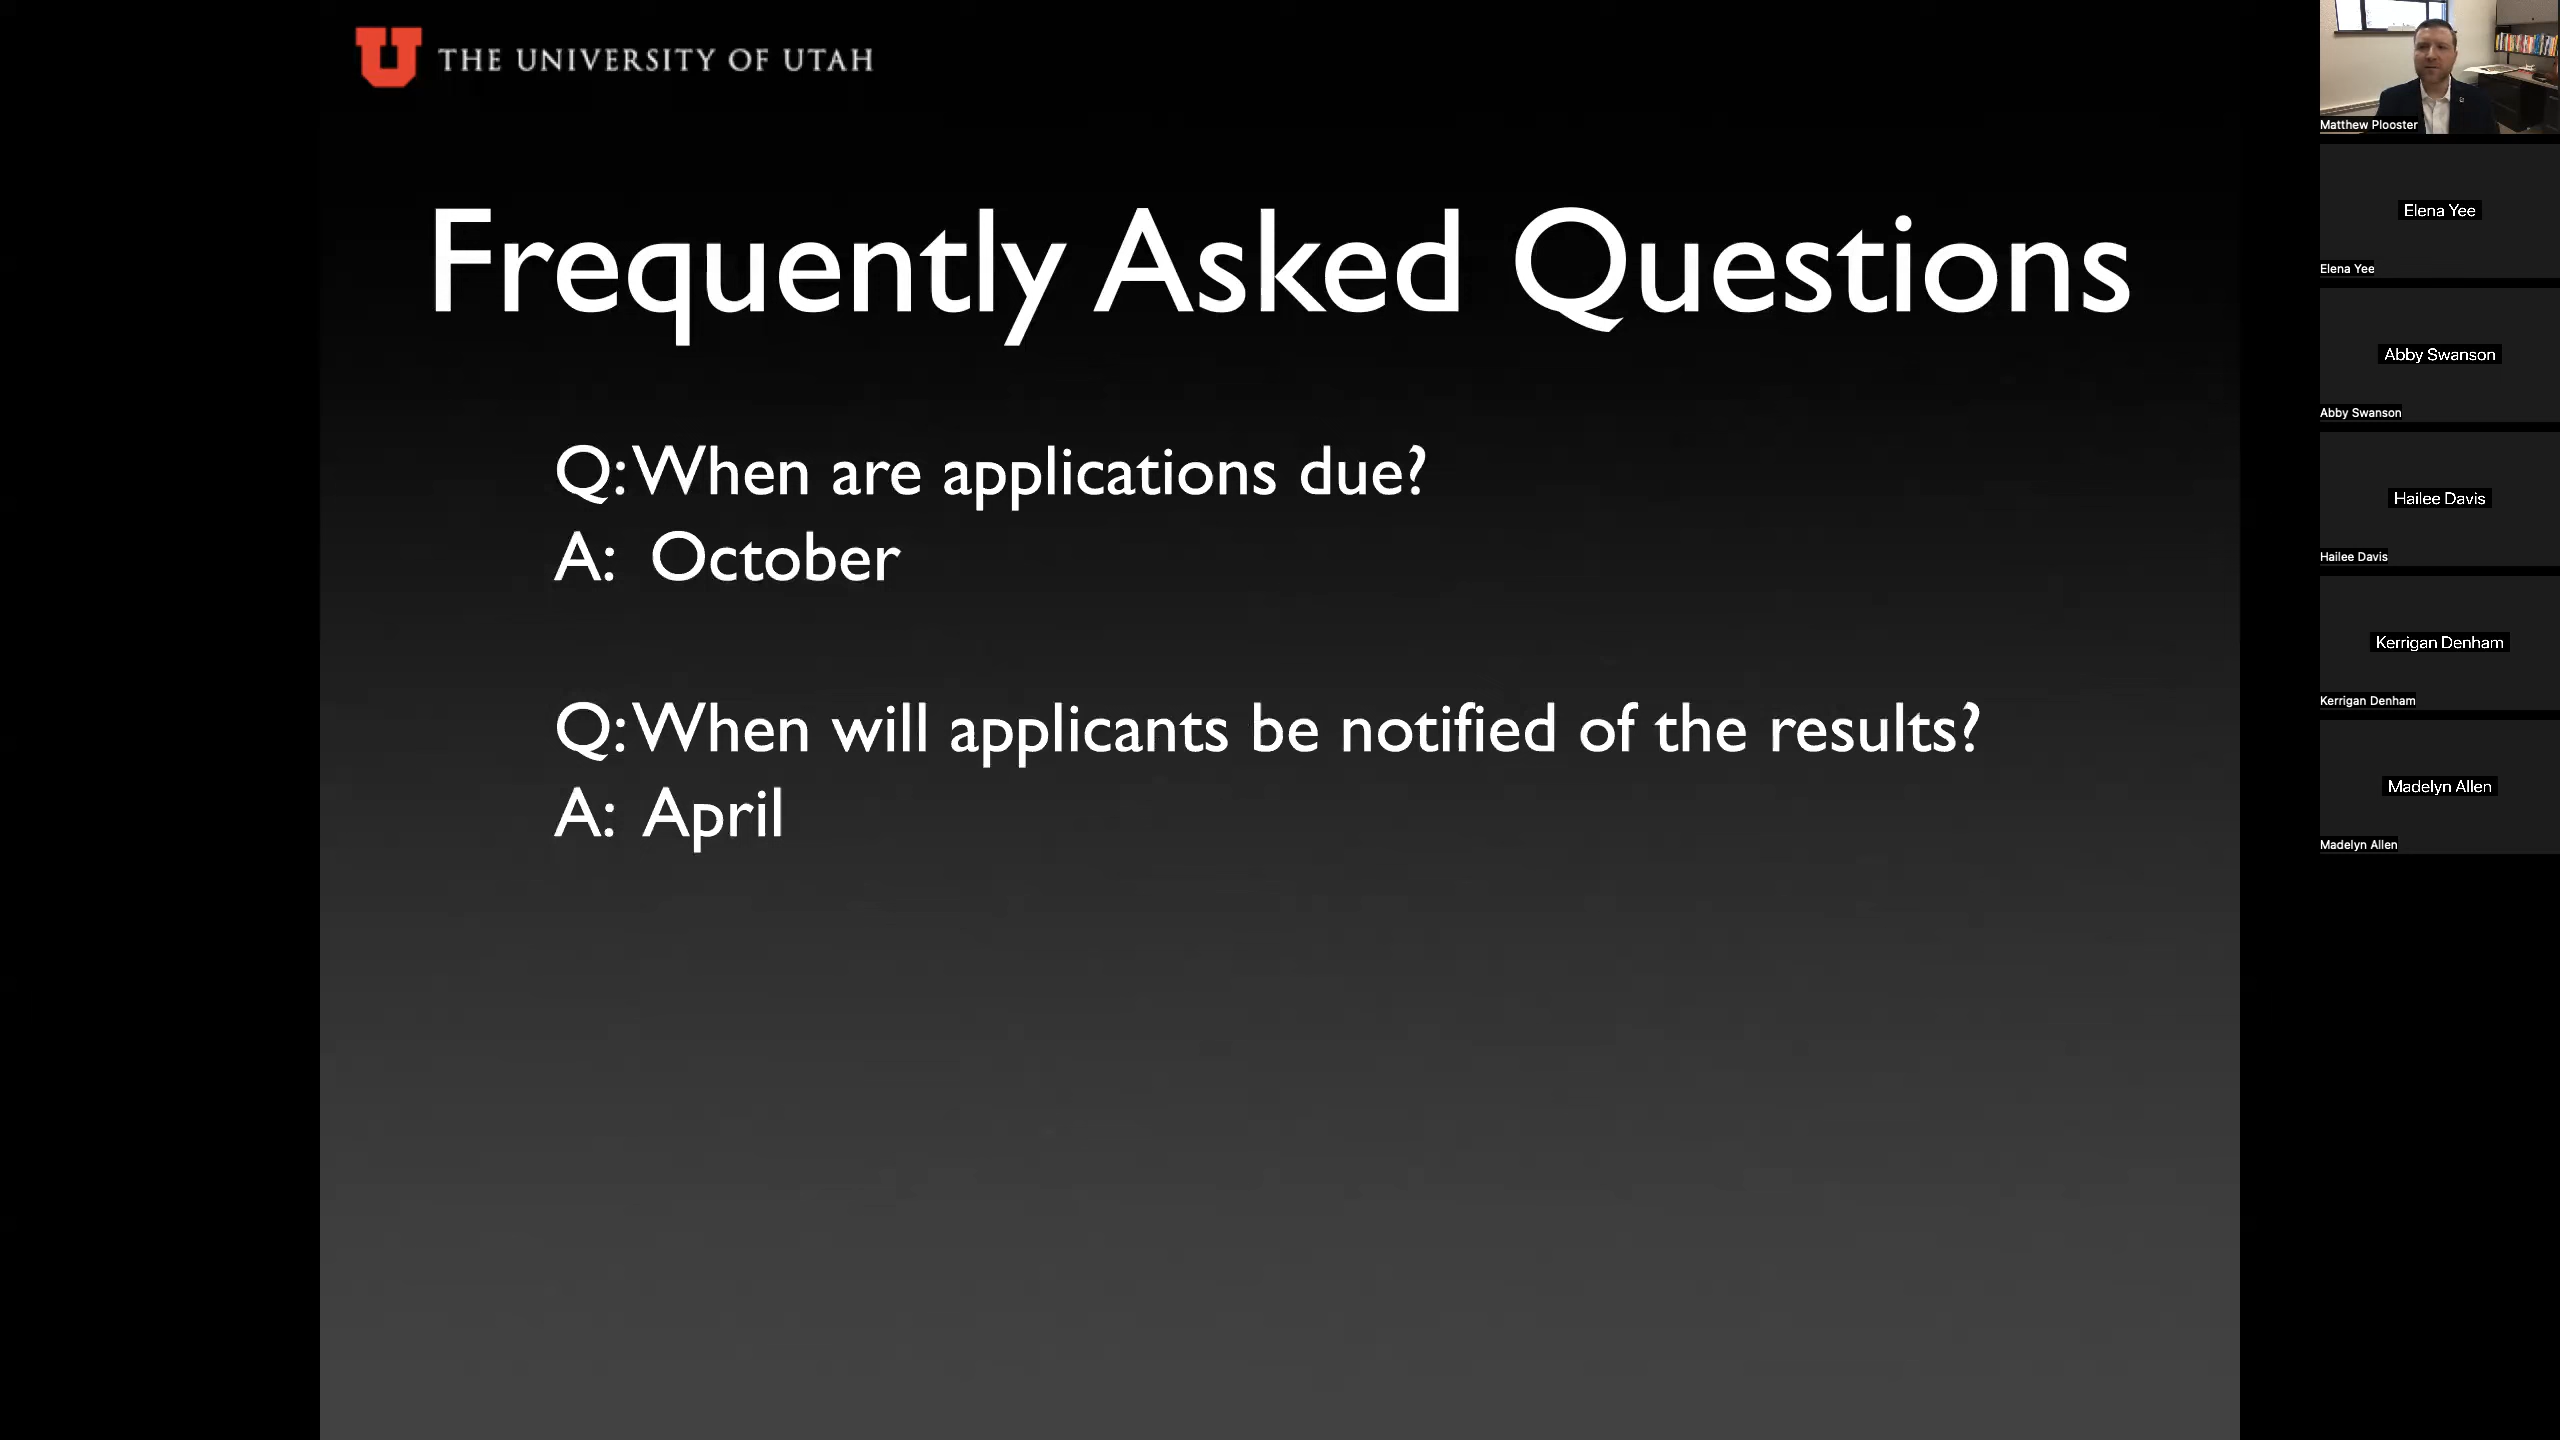 U THE UNIVERSITY OF UTAH
Frequently Asked Questions
Q: When are applications due?
A: October
Q: When will applicants be notified of the results?
A: April
Matthew Plooster
Elena Yee
Elena Yee
Abby Swanson
Abby Swanson
Hailee Davis
Hailee Davis
Kerrigan Denham
Kerrigan Denham
Madelyn Allen
Madelyn Allen